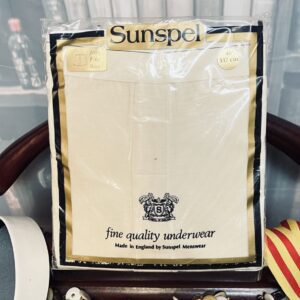 Sunspel
fine quality underwear
Made in England by Sunspel Menswear